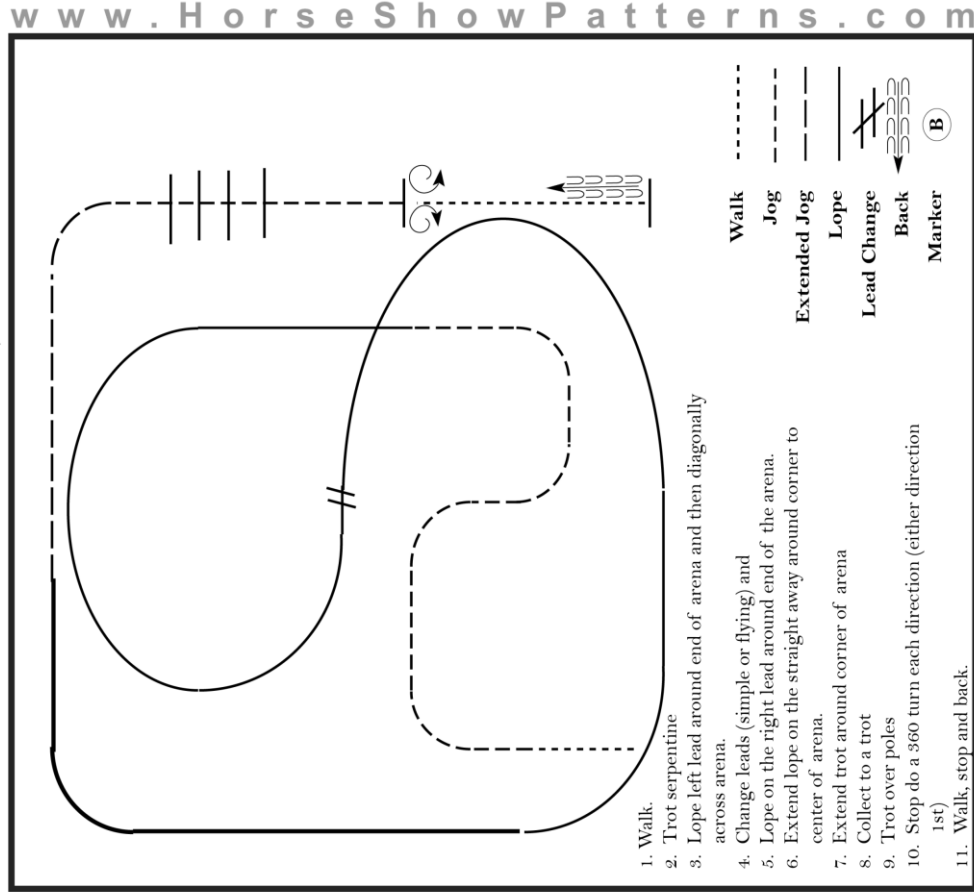 www.HorseShowPatterns.com
1. Walk.
2. Trot serpentine
3. Lope left lead around end of arena and then diagonally
across arena.
4. Change leads (simple or flying) and
5. Lope on the right lead around end of the arena.
6. Extend lope on the straight away around corner to
center of arena.
7. Extend trot around corner of arena
8. Collect to a trot
9. Trot over poles
10. Stop do a 360 turn each direction (either direction
1st)
11. Walk, stop and back.
Walk
Jog
Extended Jog
Lope
Lead Change
Back
Marker
B